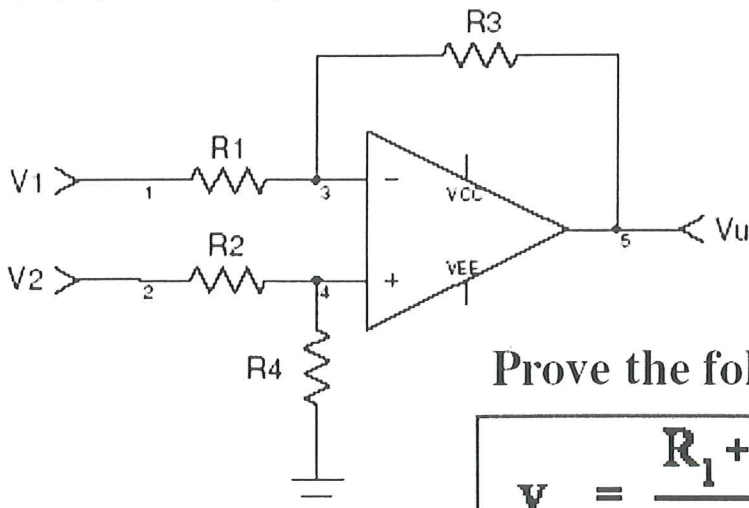 R3
R1
V1
1
3
−
VCC
R2
5
Vu
V2
2
4
+
VEE
R4
Prove the fol
R₁ +
v =